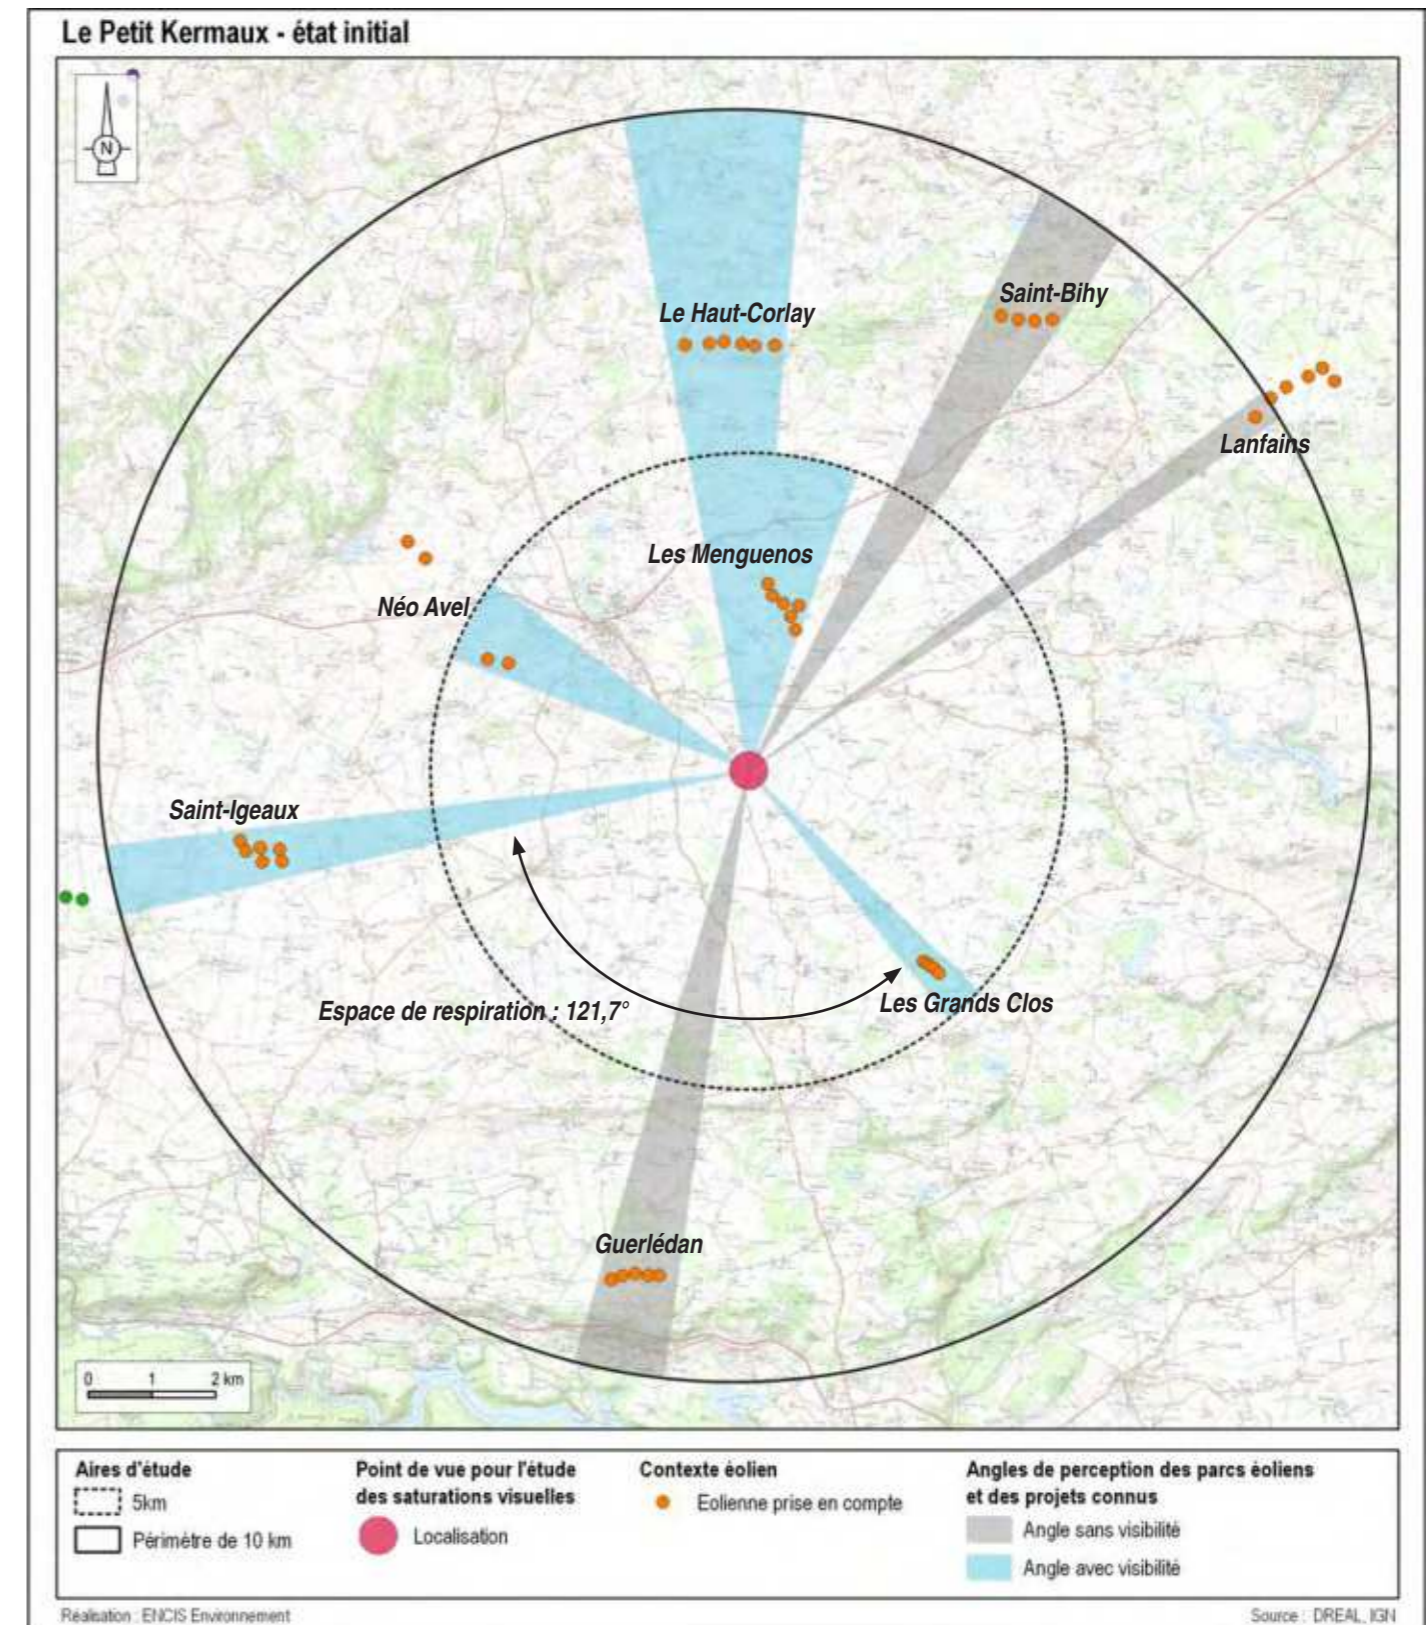 Le Petit Kermaux - état initial
N
Le Haut-Corlay
Saint-Bihy
Lanfains
Les Menguenos
Néo Avel
Saint-Igeaux
Espace de respiration : 121,7°
Les Grands Clos
Guerlédan
0 1 2 km
Aires d'étude
5km
Périmètre de 10 km
Point de vue pour l'étude
des saturations visuelles
Localisation
Contexte éolien
Eolienne prise en compte
Angles de perception des parcs éoliens
et des projets connus
Angle sans visibilité
Angle avec visibilité
Réalisation : ENCIS Environnement
Source : DREAL, IGN